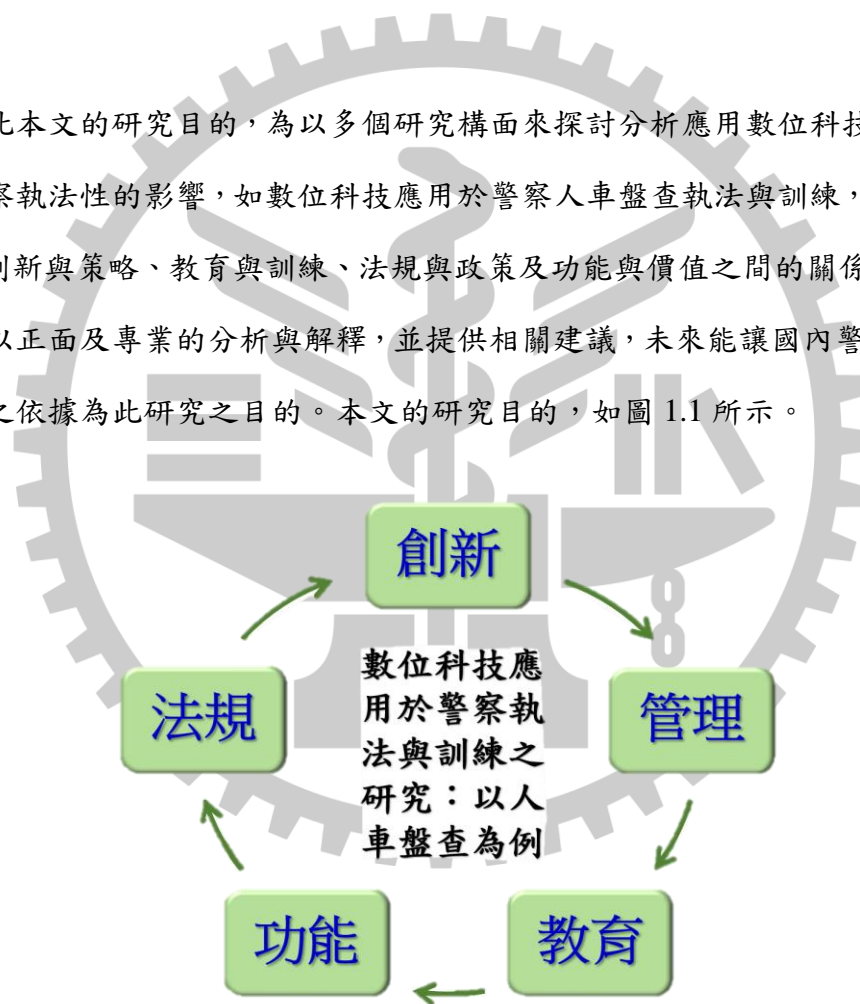 比本文的研究目的，為以多個研究構面來探討分析應用數位科技
察執法性的影響，如數位科技應用於警察人車盤查執法與訓練，
創新與策略、教育與訓練、法規與政策及功能與價值之間的關係
以正面及專業的分析與解釋，並提供相關建議，未來能讓國內警
之依據為此研究之目的。本文的研究目的，如圖 1.1 所示。
創新
數位科技應
用於警察執
法與訓練之
研究：以人
車盤查為例
法規
管理
功能
教育